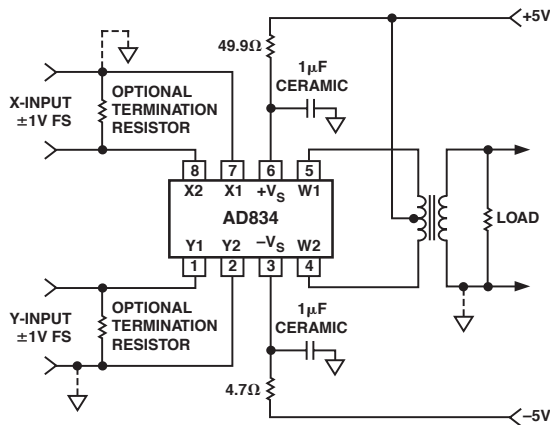 +5V
49.9Ω
1μF
CERAMIC
X-INPUT
±1V FS
OPTIONAL
TERMINATION
RESISTOR
8 7 6 5
X2 X1 +VS W1
AD834
Y1 Y2 –VS W2
1 2 3 4
LOAD
Y-INPUT
±1V FS
OPTIONAL
TERMINATION
RESISTOR
1μF
CERAMIC
4.7Ω
–5V